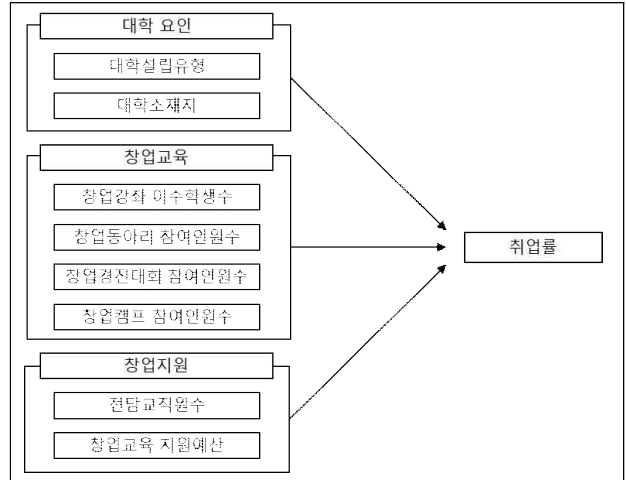 대학 요인
대학설립유형
대학소재지
창업교육
창업강좌 이수학생수
창업동아리 참여인원수
창업경진대회 참여인원수
창업캠프 참여인원수
취업률
창업지원
전담교직원수
창업교육 지원예산